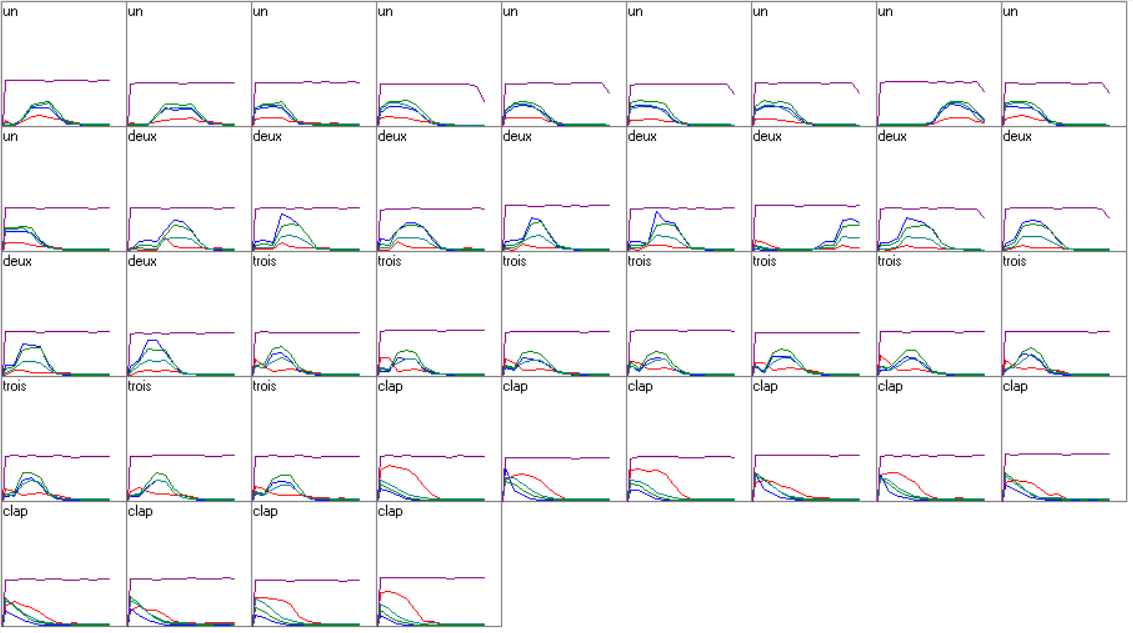 un un un un un un un un un
un deux deux deux deux deux deux deux deux
deux deux trois trois trois trois trois trois trois
trois trois trois clap clap clap clap clap clap
clap clap clap clap